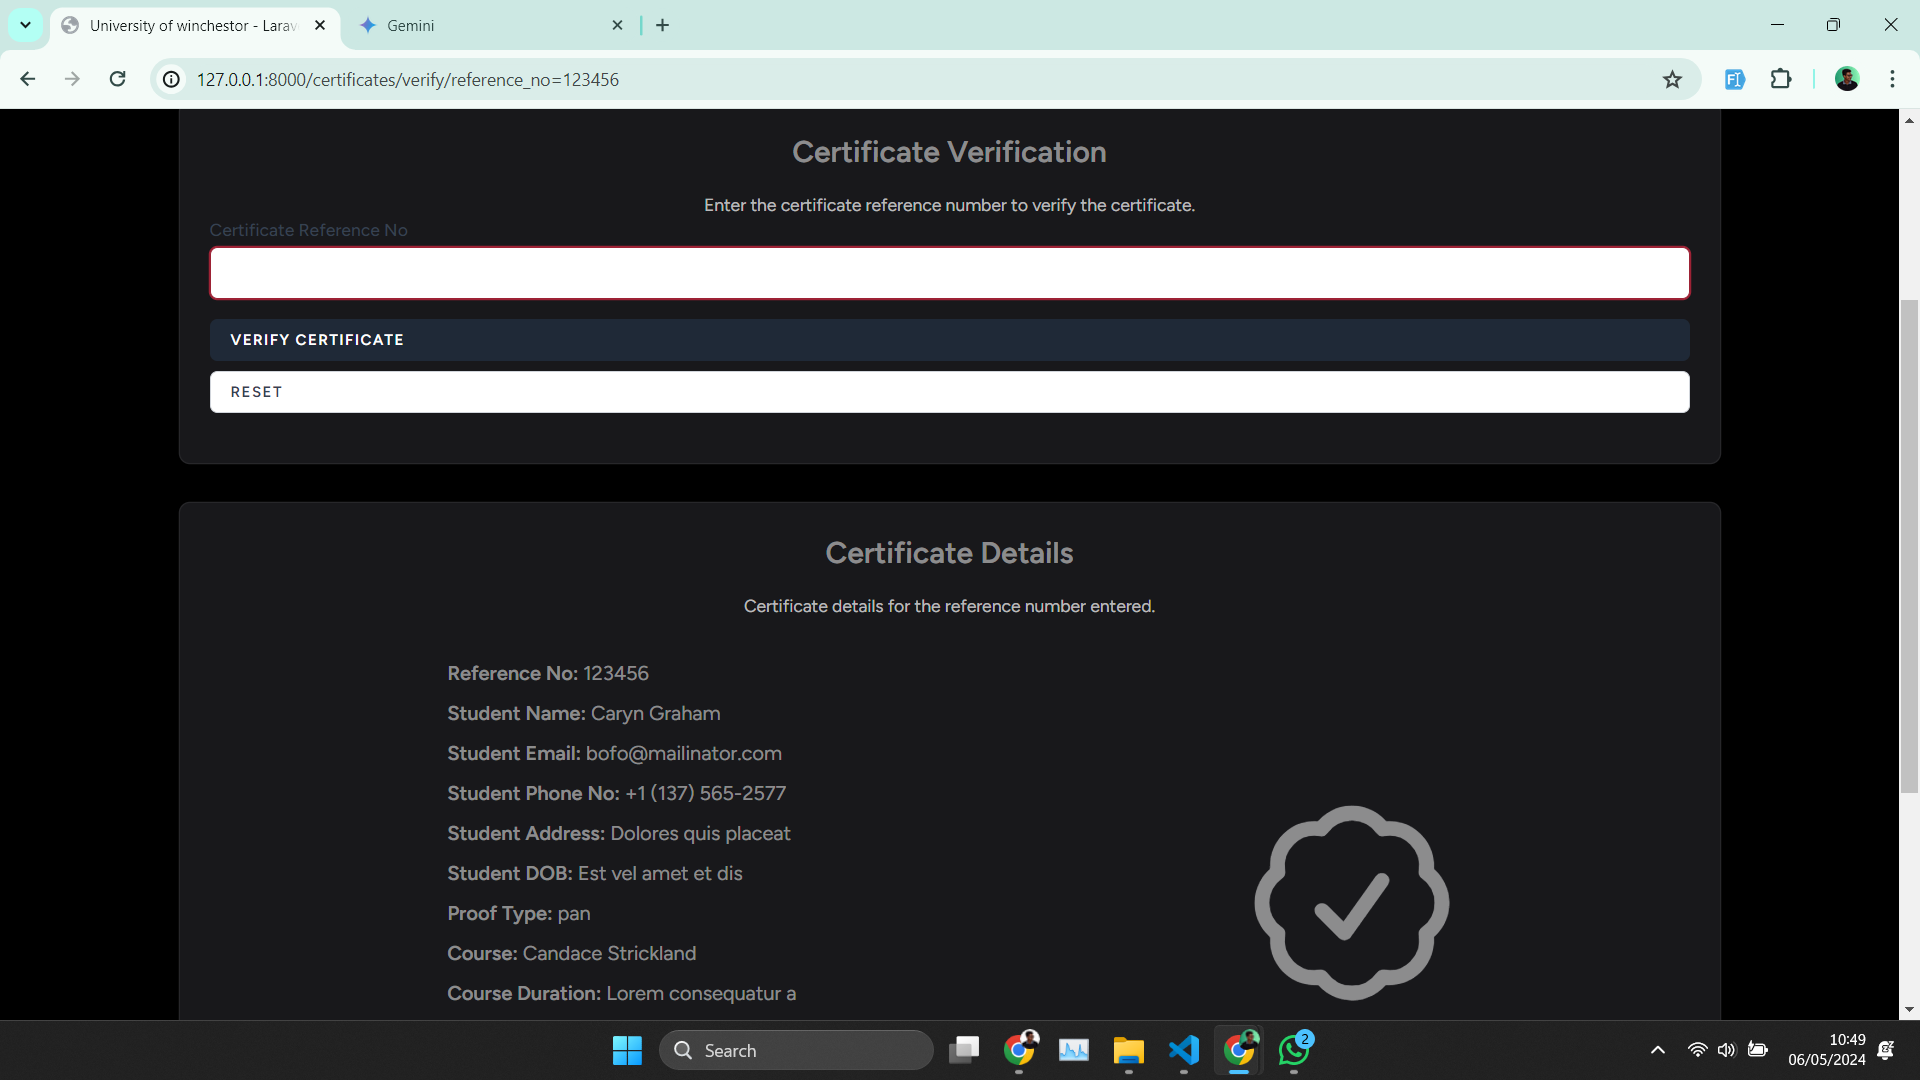 University of winchestor - Larav
Gemini
127.0.0.1:8000/certificates/verify/reference_no=123456
Certificate Verification
Enter the certificate reference number to verify the certificate.
Certificate Reference No
VERIFY CERTIFICATE
RESET
Certificate Details
Certificate details for the reference number entered.
Reference No: 123456
Student Name: Caryn Graham
Student Email: bofo@mailinator.com
Student Phone No: +1 (137) 565-2577
Student Address: Dolores quis placeat
Student DOB: Est vel amet et dis
Proof Type: pan
Course: Candace Strickland
Course Duration: Lorem consequatur a
Search
2
10:49
06/05/2024